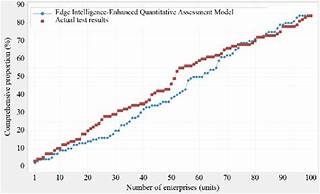 Edge Intelligence-Enhanced Quantitative Assessment Model
Actual test results
Comprehensive proportion (%)
90
80
70
60
50
40
30
20
10
0
1 10 20 30 40 50 60 70 80 90 100
Number of enterprises (units)